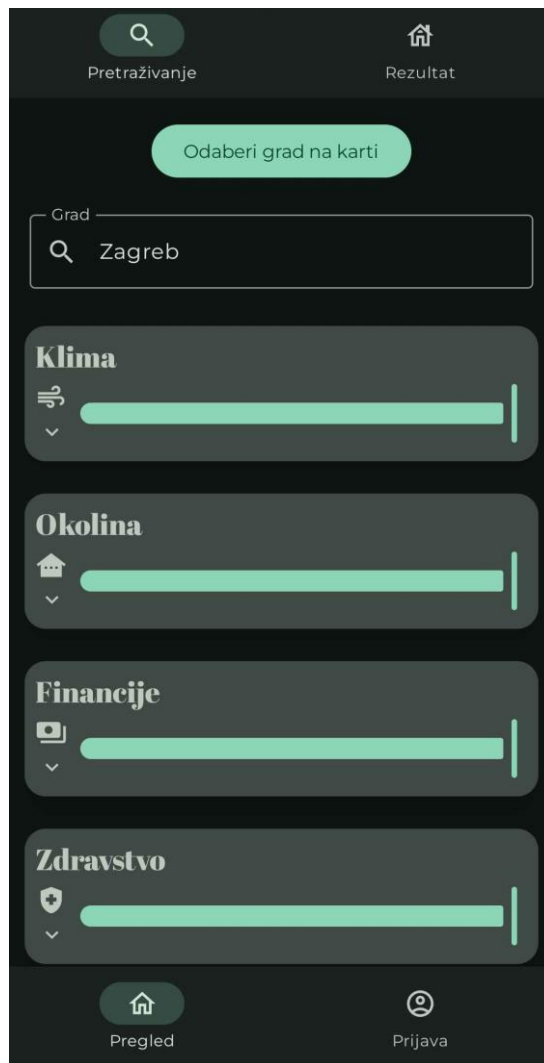 Pretraživanje
Rezultat
Odaberi grad na karti
Grad
Zagreb
Klima
Okolina
Financije
Zdravstvo
Pregled
Prijava